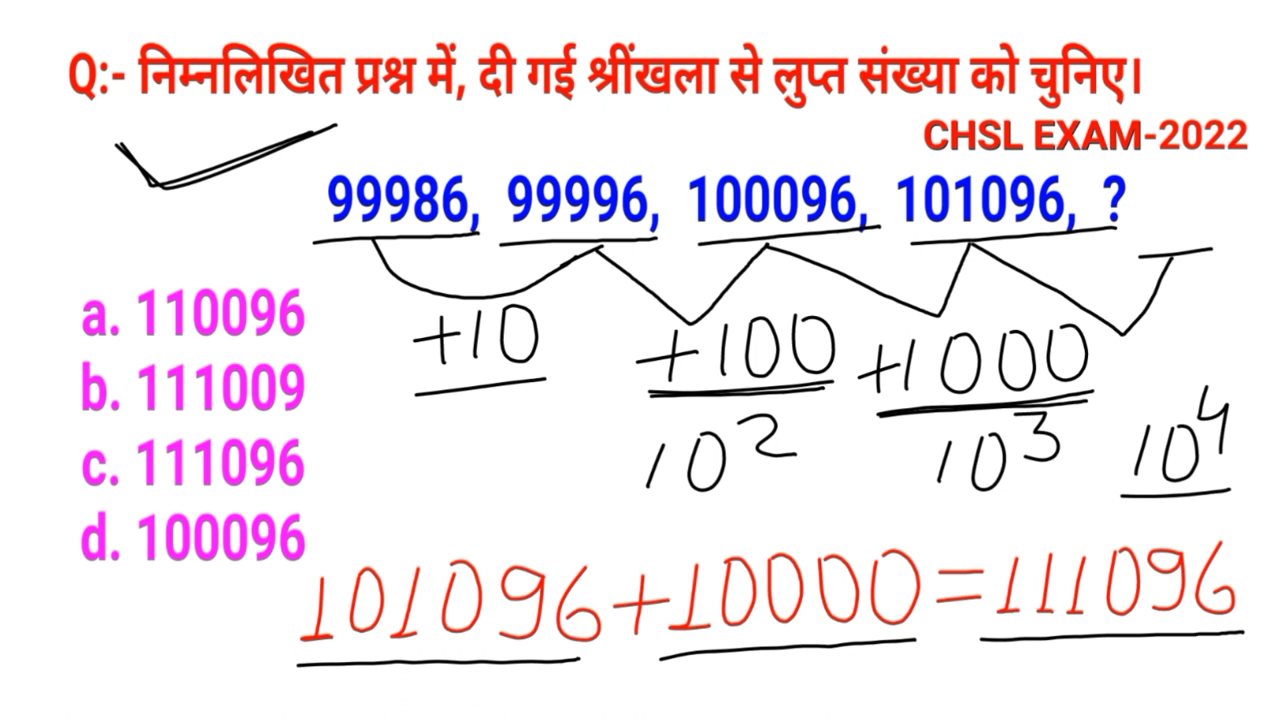 Q:- निम्नलिखित प्रश्न में, दी गई श्रींखला से लुप्त संख्या को चुनिए।
CHSL EXAM-2022
99986, 99996, 100096, 101096, ?
a. 110096
b. 111009
c. 111096
d. 100096
+10 +100 +1000
10² 10³ 10⁴
101096+10000=111096